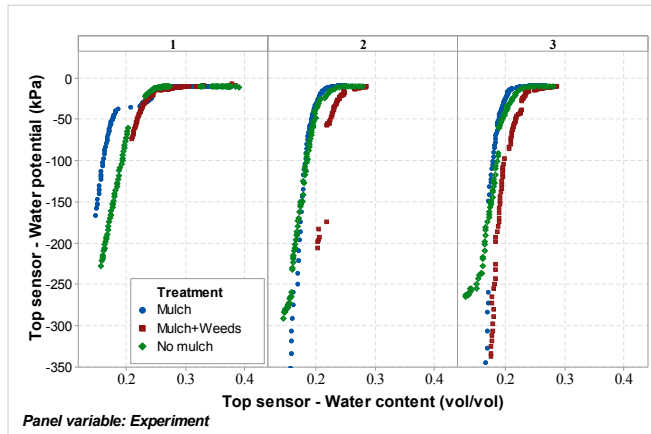 1 2 3
0
-50
-100
-150
-200
-250
-300
-350
Top sensor - Water potential (kPa)
Treatment
Mulch
Mulch+Weeds
No mulch
0.2 0.3 0.4 0.2 0.3 0.4 0.2 0.3 0.4
Top sensor - Water content (vol/vol)
Panel variable: Experiment